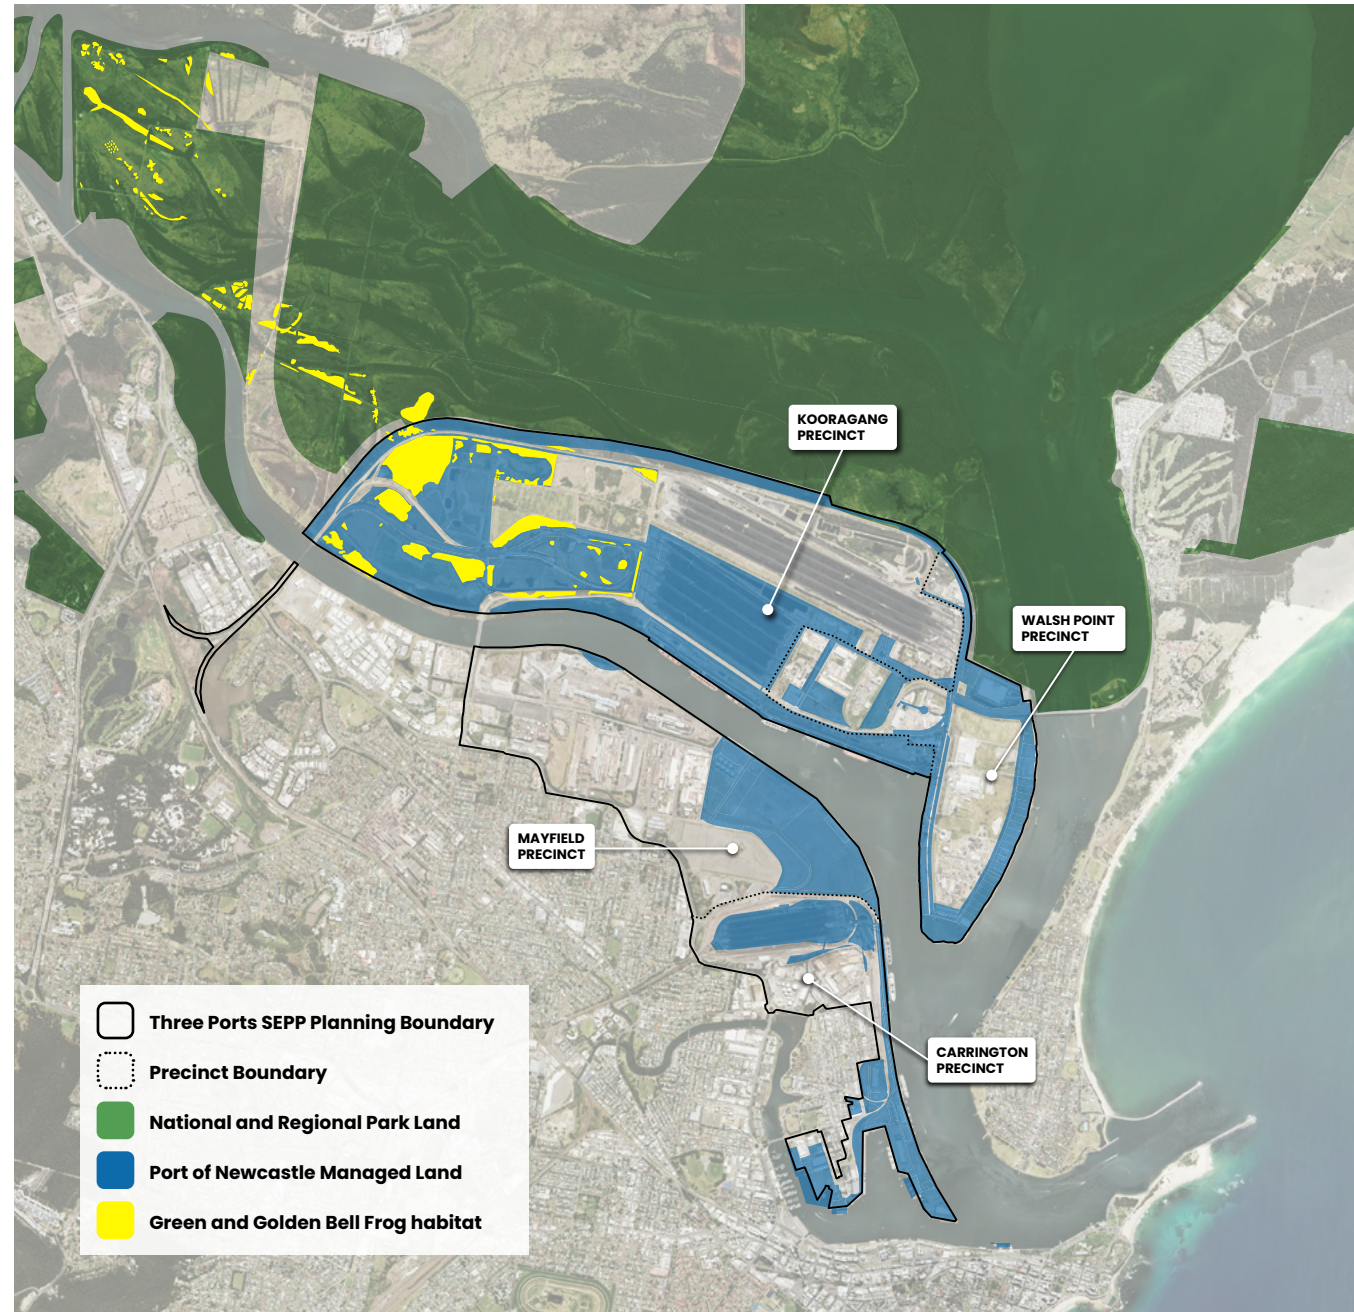 KOORAGANG
PRECINCT
WALSH POINT
PRECINCT
MAYFIELD
PRECINCT
CARRINGTON
PRECINCT
Three Ports SEPP Planning Boundary
Precinct Boundary
National and Regional Park Land
Port of Newcastle Managed Land
Green and Golden Bell Frog habitat